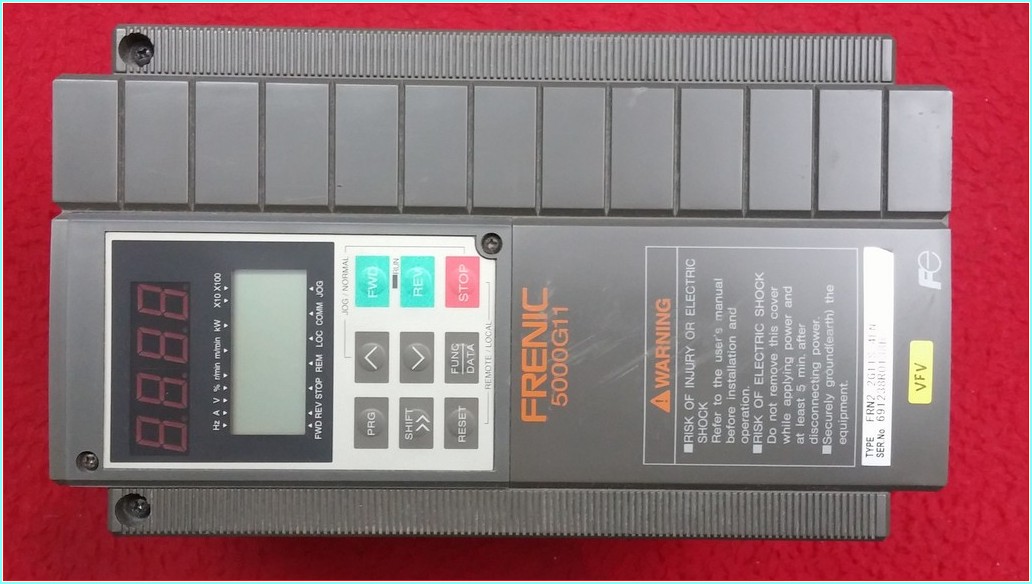 Hz A V % r/min m/min kW X10 X100
FWD REV STOP REM LOC COMM JOG
JOG / NORMAL
FWD
RUN
REV
STOP
FUNC
DATA
REMOTE / LOCAL
PRG
SHIFT
RESET
FRENIC
5000G11
WARNING
■RISK OF INJURY OR ELECTRIC
SHOCK
Refer to the user's manual
before installation and
operation.
■RISK OF ELECTRIC SHOCK
Do not remove this cover
while applying power and
at least 5 min. after
disconnecting power.
■Securely ground(earth) the
equipment.
Fe
TYPE
SER.No
VFV